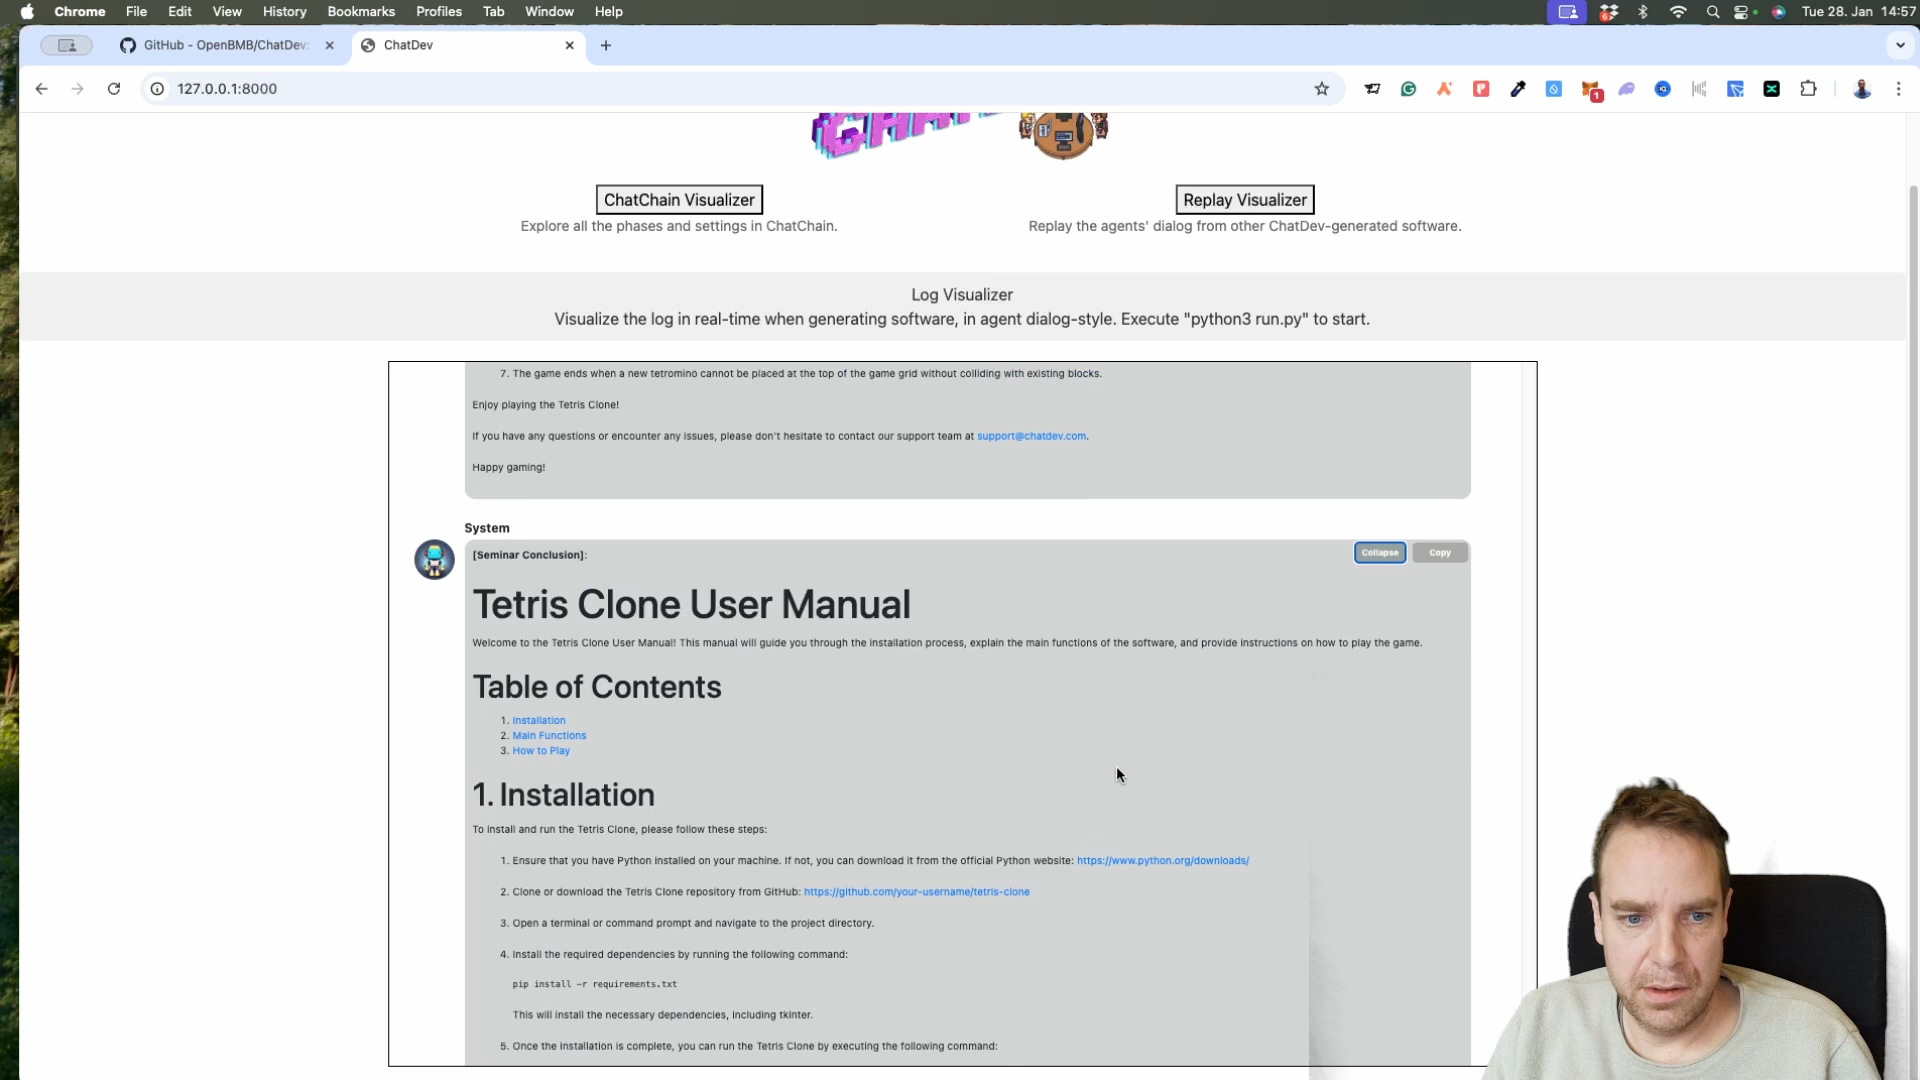 Chrome File Edit View History Bookmarks Profiles Tab Window Help Tue 28. Jan 14:57
GitHub - OpenBMB/ChatDev: ChatDev
127.0.0.1:8000
1
ChatChain Visualizer Replay Visualizer
Explore all the phases and settings in ChatChain. Replay the agents' dialog from other ChatDev-generated software.
Log Visualizer
Visualize the log in real-time when generating software, in agent dialog-style. Execute "python3 run.py" to start.
7. The game ends when a new tetromino cannot be placed at the top of the game grid without colliding with existing blocks.
Enjoy playing the Tetris Clone!
If you have any questions or encounter any issues, please don't hesitate to contact our support team at support@chatdev.com.
Happy gaming!
System
[Seminar Conclusion]: Collapse Copy
Tetris Clone User Manual
Welcome to the Tetris Clone User Manual! This manual will guide you through the installation process, explain the main functions of the software, and provide instructions on how to play the game.
Table of Contents
1. Installation
2. Main Functions
3. How to Play
1. Installation
To install and run the Tetris Clone, please follow these steps:
1. Ensure that you have Python installed on your machine. If not, you can download it from the official Python website: https://www.python.org/downloads/
2. Clone or download the Tetris Clone repository from GitHub: https://github.com/your-username/tetris-clone
3. Open a terminal or command prompt and navigate to the project directory.
4. Install the required dependencies by running the following command:
pip install -r requirements.txt
This will install the necessary dependencies, including tkinter.
5. Once the installation is complete, you can run the Tetris Clone by executing the following command: